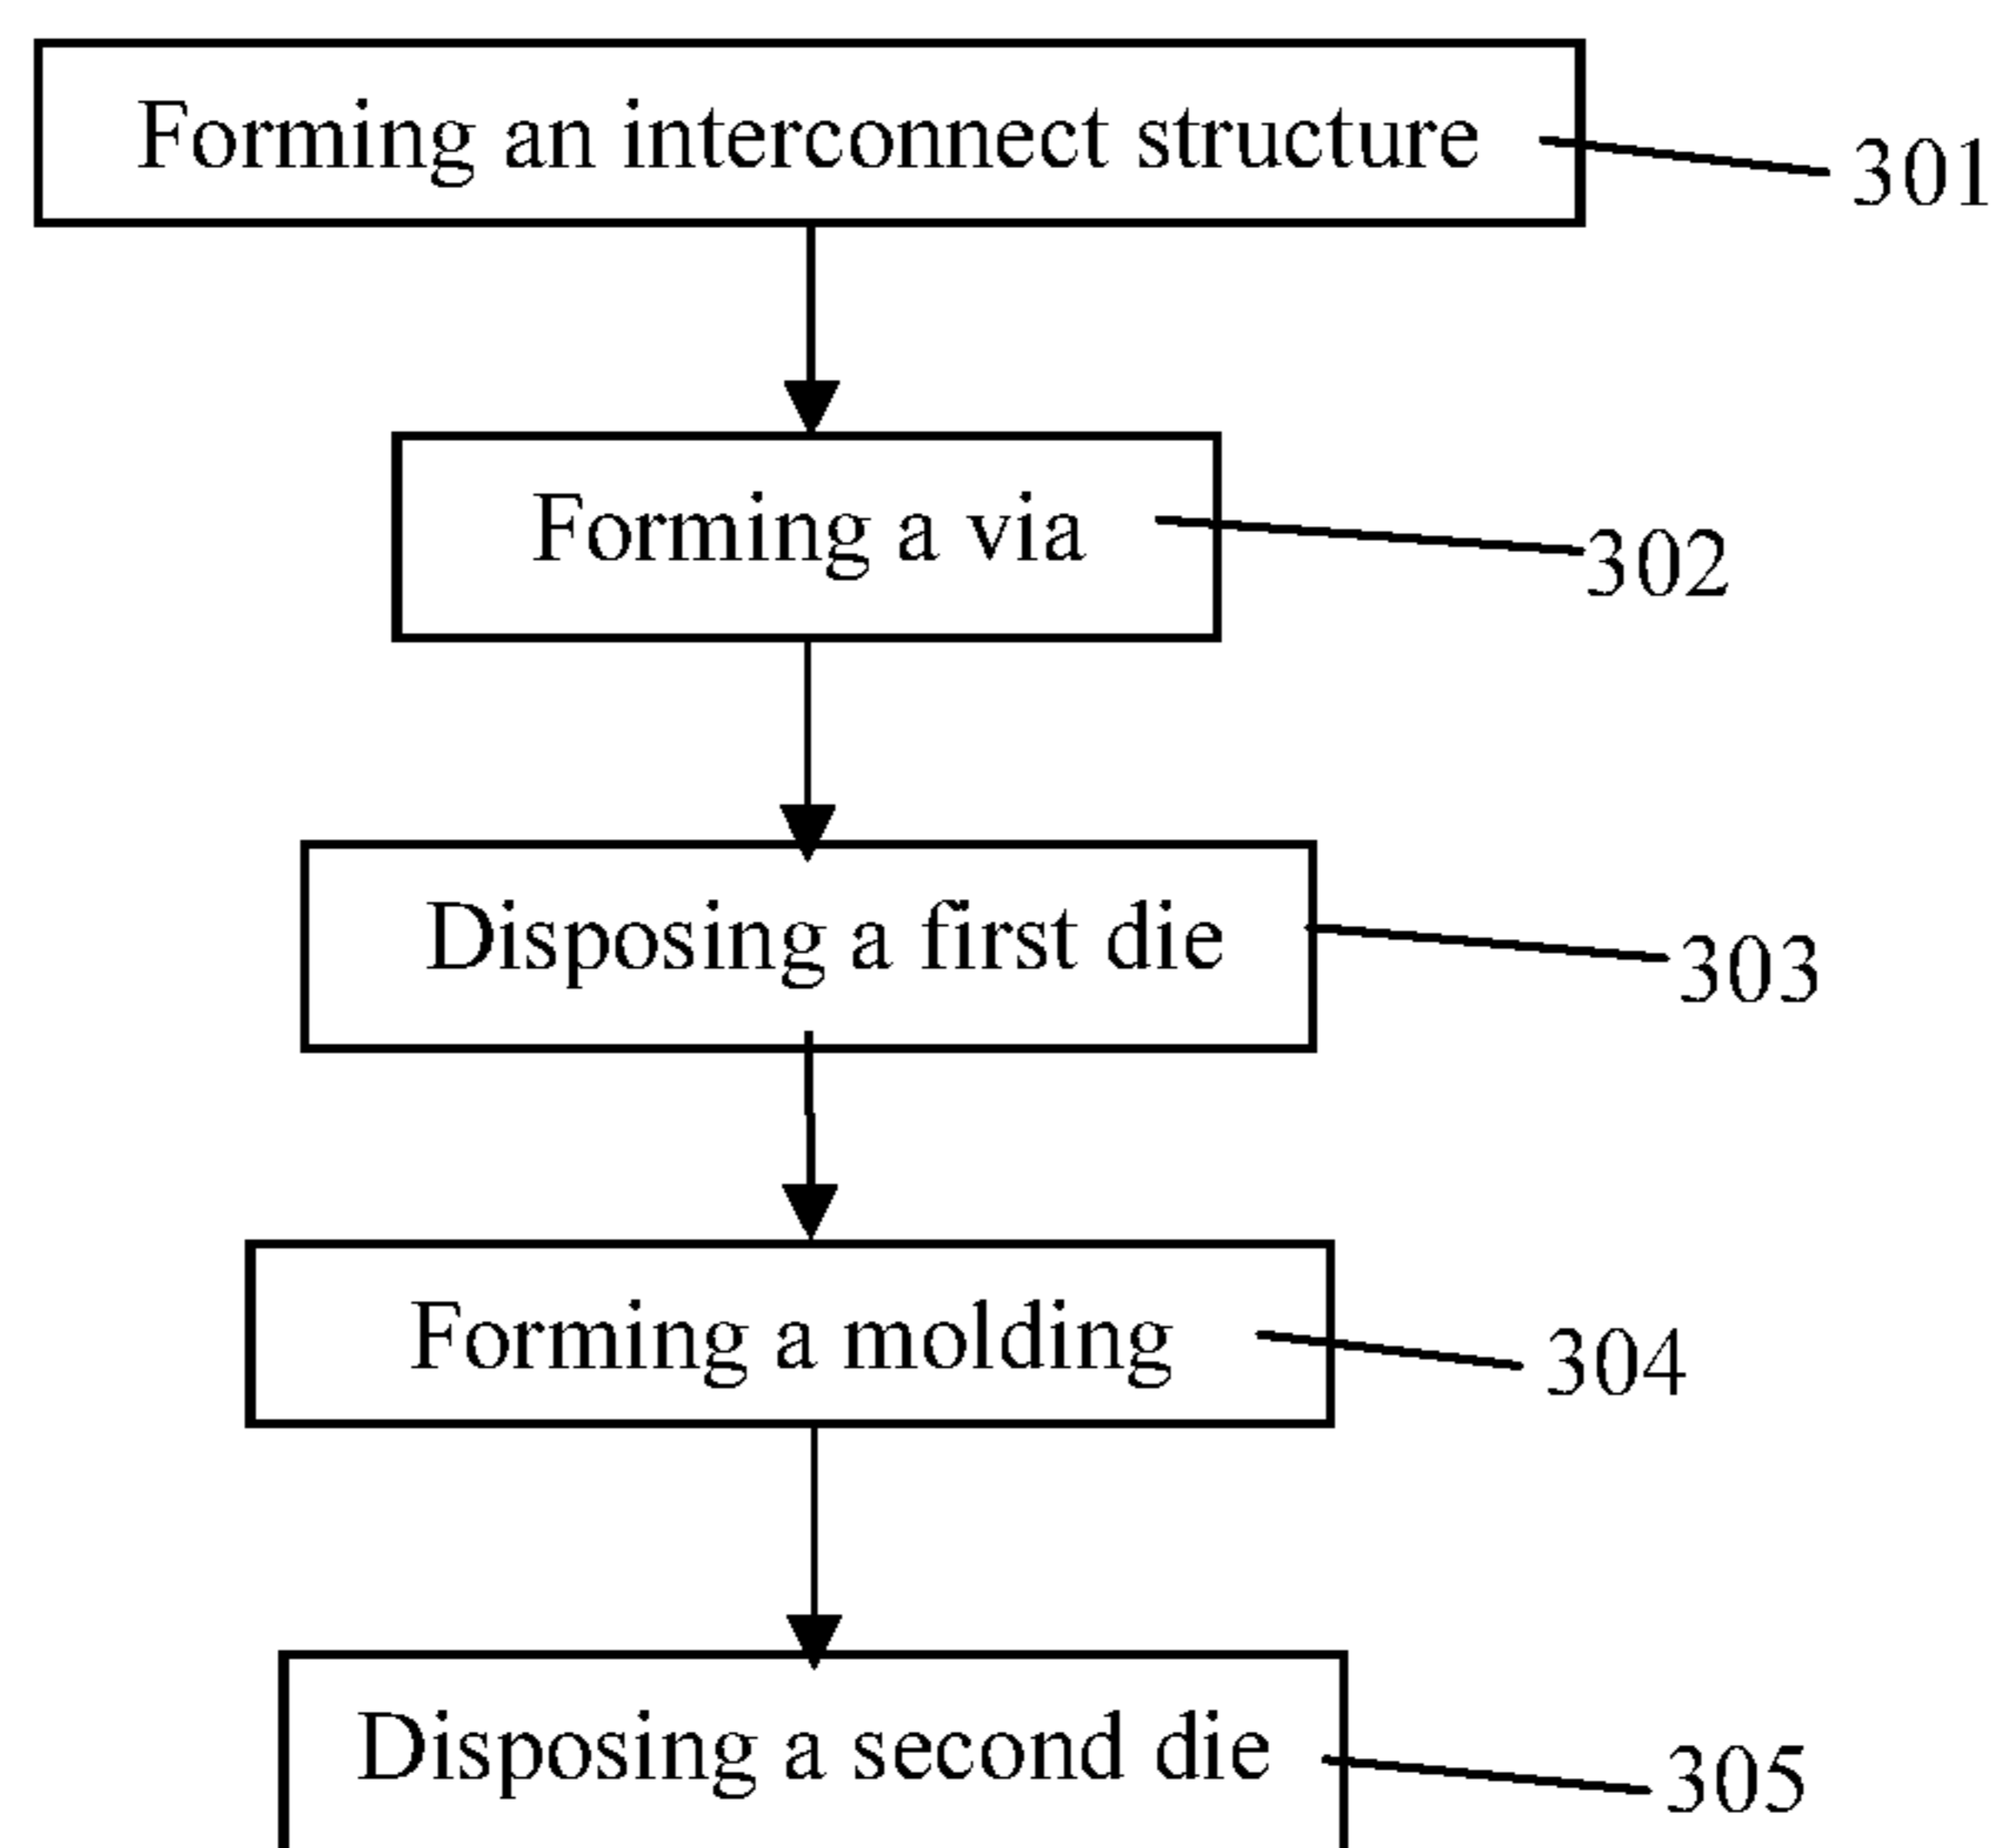 Forming an interconnect structure
301
Forming a via
302
Disposing a first die
303
Forming a molding
304
Disposing a second die
305